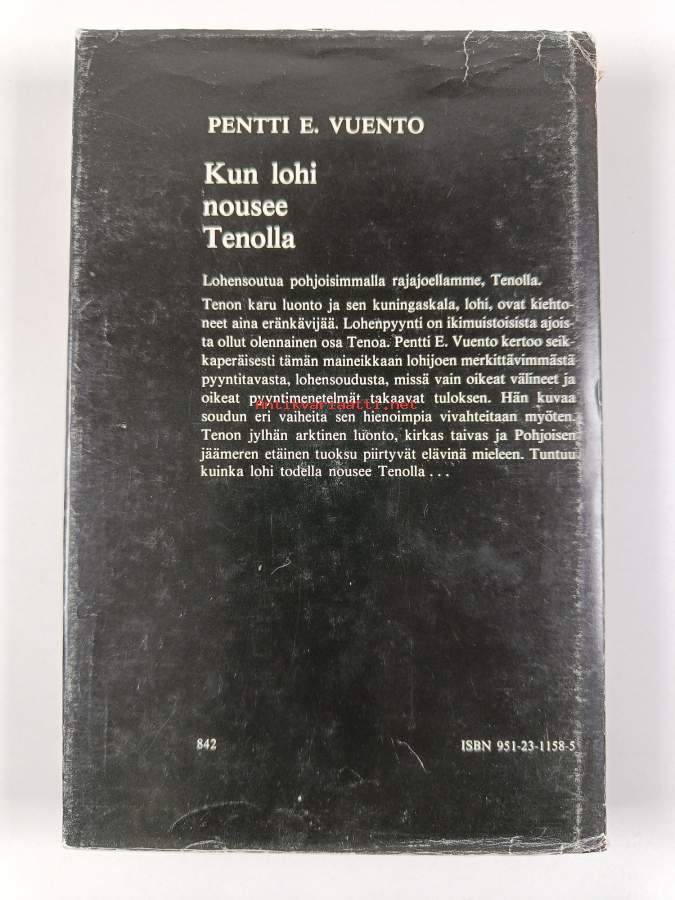 PENTTI E. VUENTO
Kun lohi
nousee
Tenolla
Lohensoutua pohjoisimmalla rajajoellamme, Tenolla.
Tenon karu luonto ja sen kuningaskala, lohi, ovat kiehto-
neet aina eränkävijää. Lohenpyynti on ikimuistoisista ajois-
ta ollut olennainen osa Tenoa. Pentti E. Vuento kertoo seik-
kaperäisesti tämän maineikkaan lohijoen merkittävimmästä
pyyntitavasta, lohensoudusta, missä vain oikeat välineet ja
oikeat pyyntimenetelmät takaavat tuloksen. Hän kuvaa
Antikvariaatti.net
soudun eri vaiheita sen hienoimpia vivahteitaan myöten.
Tenon jylhän arktinen luonto, kirkas taivas ja Pohjoisen
jäämeren etäinen tuoksu piirtyvät elävinä mieleen. Tuntuu
kuinka lohi todella nousee Tenolla . . .
842
ISBN 951-23-1158-5